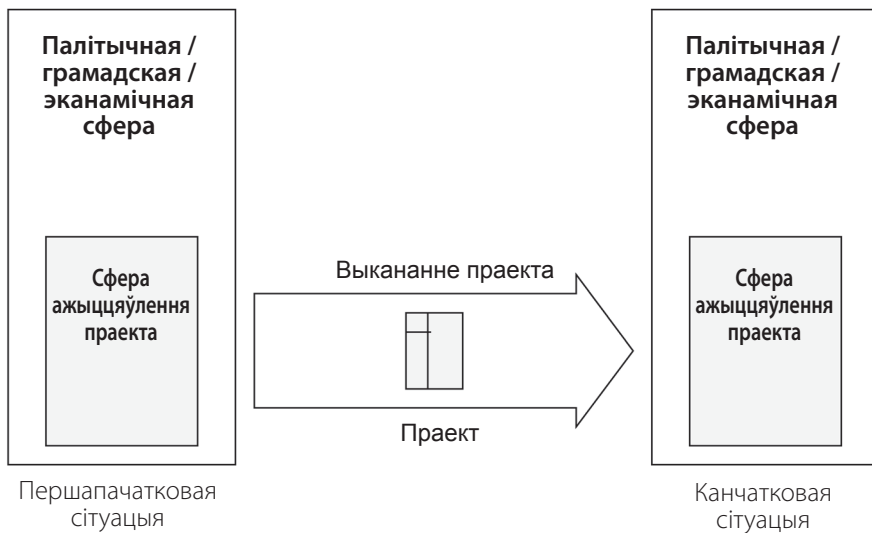 Палітычная /
грамадская /
эканамічная
сфера
Сфера
ажыццяўлення
праекта
Першапачатковая
сітуацыя
Выкананне праекта
Праект
Палітычная /
грамадская /
эканамічная
сфера
Сфера
ажыццяўлення
праекта
Канчатковая
сітуацыя